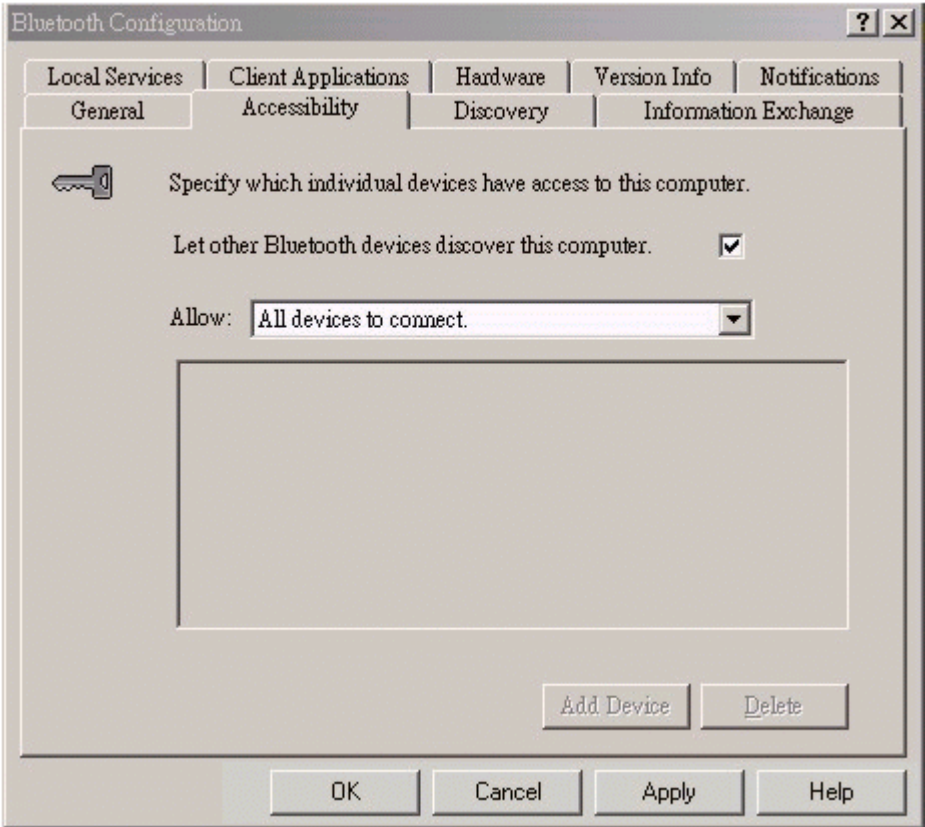 Bluetooth Configuration
Local Services Client Applications Hardware Version Info Notifications
General Accessibility Discovery Information Exchange
Specify which individual devices have access to this computer.
Let other Bluetooth devices discover this computer.
Allow: All devices to connect.
Add Device Delete
OK Cancel Apply Help